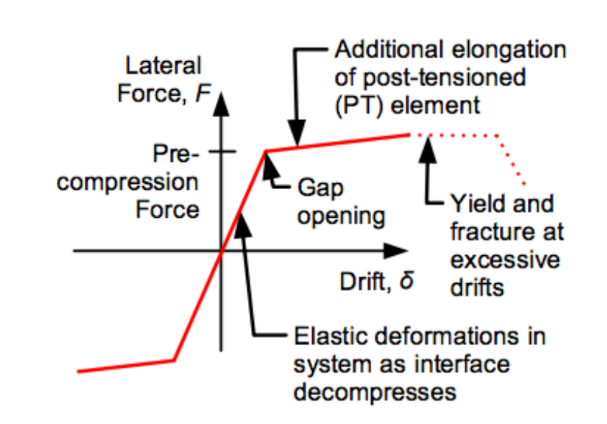 Additional elongation
of post-tensioned
(PT) element
Lateral
Force, F
Pre-
compression
Force
Gap
opening
Yield and
fracture at
excessive
drifts
Drift, δ
Elastic deformations in
system as interface
decompresses